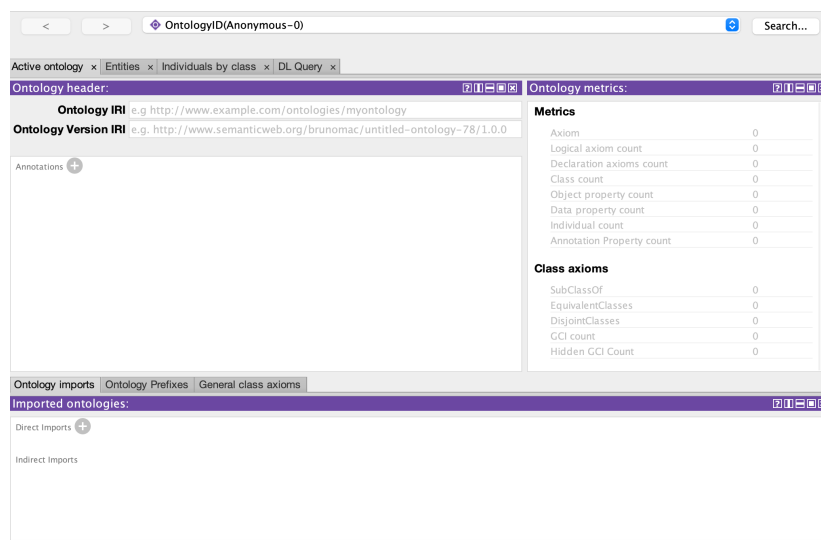 < > OntologyID(Anonymous-0) Search...
Active ontology × Entities × Individuals by class × DL Query ×
Ontology header:
Ontology IRI e.g http://www.example.com/ontologies/myontology
Ontology Version IRI e.g. http://www.semanticweb.org/brunomac/untitled-ontology-78/1.0.0
Annotations +
Ontology metrics:
Metrics
Axiom 0
Logical axiom count 0
Declaration axioms count 0
Class count 0
Object property count 0
Data property count 0
Individual count 0
Annotation Property count 0
Class axioms
SubClassOf 0
EquivalentClasses 0
DisjointClasses 0
GCI count 0
Hidden GCI Count 0
Ontology imports Ontology Prefixes General class axioms
Imported ontologies:
Direct Imports +
Indirect Imports